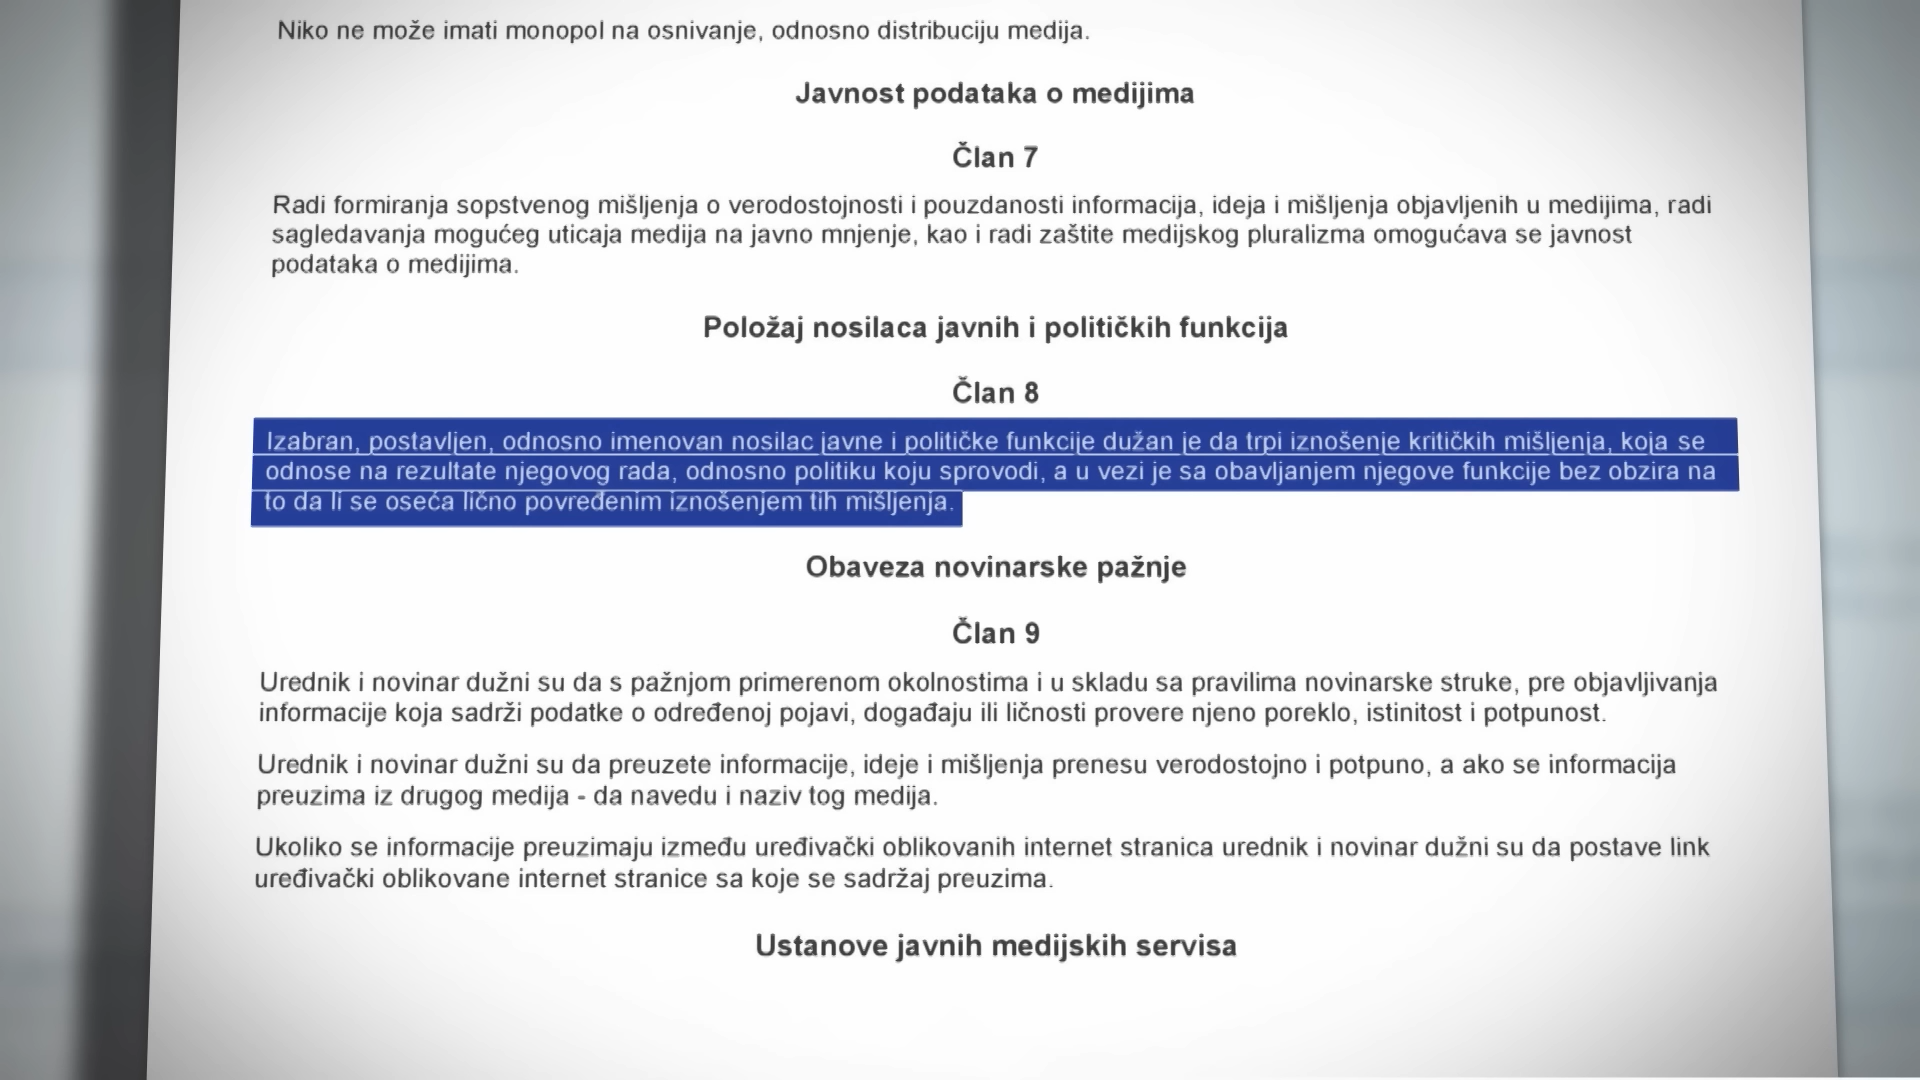 Niko ne može imati monopol na osnivanje, odnosno distribuciju medija.
Javnost podataka o medijima
Član 7
Radi formiranja sopstvenog mišljenja o verodostojnosti i pouzdanosti informacija, ideja i mišljenja objavljenih u medijima, radi
sagledavanja mogućeg uticaja medija na javno mnjenje, kao i radi zaštite medijskog pluralizma omogućava se javnost
podataka o medijima.
Položaj nosilaca javnih i političkih funkcija
Član 8
Izabran, postavljen, odnosno imenovan nosilac javne i političke funkcije dužan je da trpi iznošenje kritičkih mišljenja, koja se
odnose na rezultate njegovog rada, odnosno politiku koju sprovodi, a u vezi je sa obavljanjem njegove funkcije bez obzira na
to da li se oseća lično povređenim iznošenjem tih mišljenja.
Obaveza novinarske pažnje
Član 9
Urednik i novinar dužni su da s pažnjom primerenom okolnostima i u skladu sa pravilima novinarske struke, pre objavljivanja
informacije koja sadrži podatke o određenoj pojavi, događaju ili ličnosti provere njeno poreklo, istinitost i potpunost.
Urednik i novinar dužni su da preuzete informacije, ideje i mišljenja prenesu verodostojno i potpuno, a ako se informacija
preuzima iz drugog medija - da navedu i naziv tog medija.
Ukoliko se informacije preuzimaju između uređivački oblikovanih internet stranica urednik i novinar dužni su da postave link
uređivački oblikovane internet stranice sa koje se sadržaj preuzima.
Ustanove javnih medijskih servisa